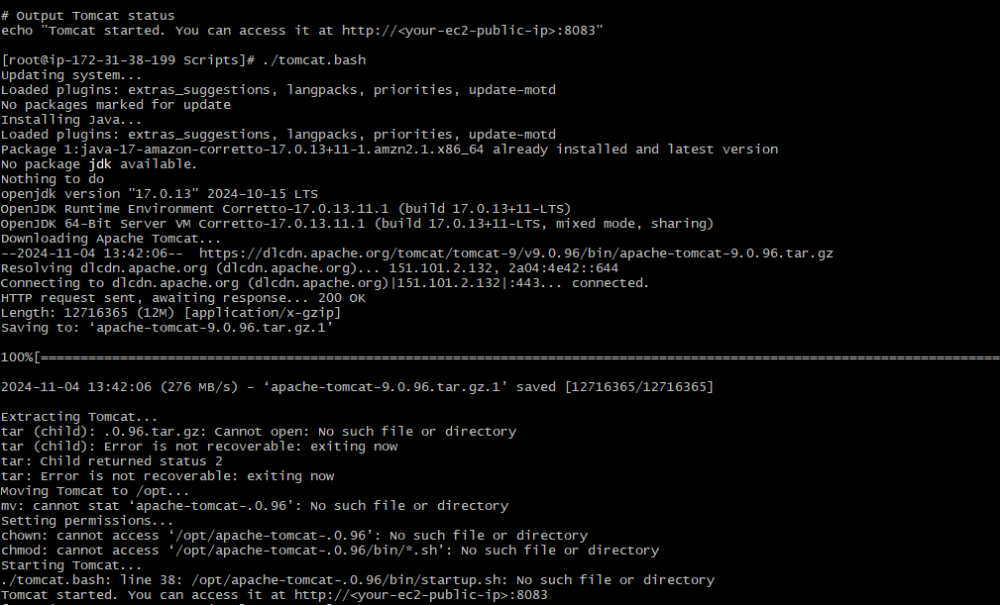 # Output Tomcat status
echo "Tomcat started. You can access it at http://<your-ec2-public-ip>:8083"
[root@ip-172-31-38-199 Scripts]# ./tomcat.bash
Updating system...
Loaded plugins: extras_suggestions, langpacks, priorities, update-motd
No packages marked for update
Installing Java...
Loaded plugins: extras_suggestions, langpacks, priorities, update-motd
Package 1:java-17-amazon-corretto-17.0.13+11-1.amzn2.1.x86_64 already installed and latest version
No package jdk available.
Nothing to do
openjdk version "17.0.13" 2024-10-15 LTS
OpenJDK Runtime Environment Corretto-17.0.13.11.1 (build 17.0.13+11-LTS)
OpenJDK 64-Bit Server VM Corretto-17.0.13.11.1 (build 17.0.13+11-LTS, mixed mode, sharing)
Downloading Apache Tomcat...
--2024-11-04 13:42:06--  https://dlcdn.apache.org/tomcat/tomcat-9/v9.0.96/bin/apache-tomcat-9.0.96.tar.gz
Resolving dlcdn.apache.org (dlcdn.apache.org)... 151.101.2.132, 2a04:4e42::644
Connecting to dlcdn.apache.org (dlcdn.apache.org)|151.101.2.132|:443... connected.
HTTP request sent, awaiting response... 200 OK
Length: 12716365 (12M) [application/x-gzip]
Saving to: ‘apache-tomcat-9.0.96.tar.gz.1’
100%[=========================================================================================================================
2024-11-04 13:42:06 (276 MB/s) - ‘apache-tomcat-9.0.96.tar.gz.1’ saved [12716365/12716365]
Extracting Tomcat...
tar (child): .0.96.tar.gz: Cannot open: No such file or directory
tar (child): Error is not recoverable: exiting now
tar: Child returned status 2
tar: Error is not recoverable: exiting now
Moving Tomcat to /opt...
mv: cannot stat ‘apache-tomcat-.0.96’: No such file or directory
Setting permissions...
chown: cannot access ‘/opt/apache-tomcat-.0.96’: No such file or directory
chmod: cannot access ‘/opt/apache-tomcat-.0.96/bin/*.sh’: No such file or directory
Starting Tomcat...
./tomcat.bash: line 38: /opt/apache-tomcat-.0.96/bin/startup.sh: No such file or directory
Tomcat started. You can access it at http://<your-ec2-public-ip>:8083